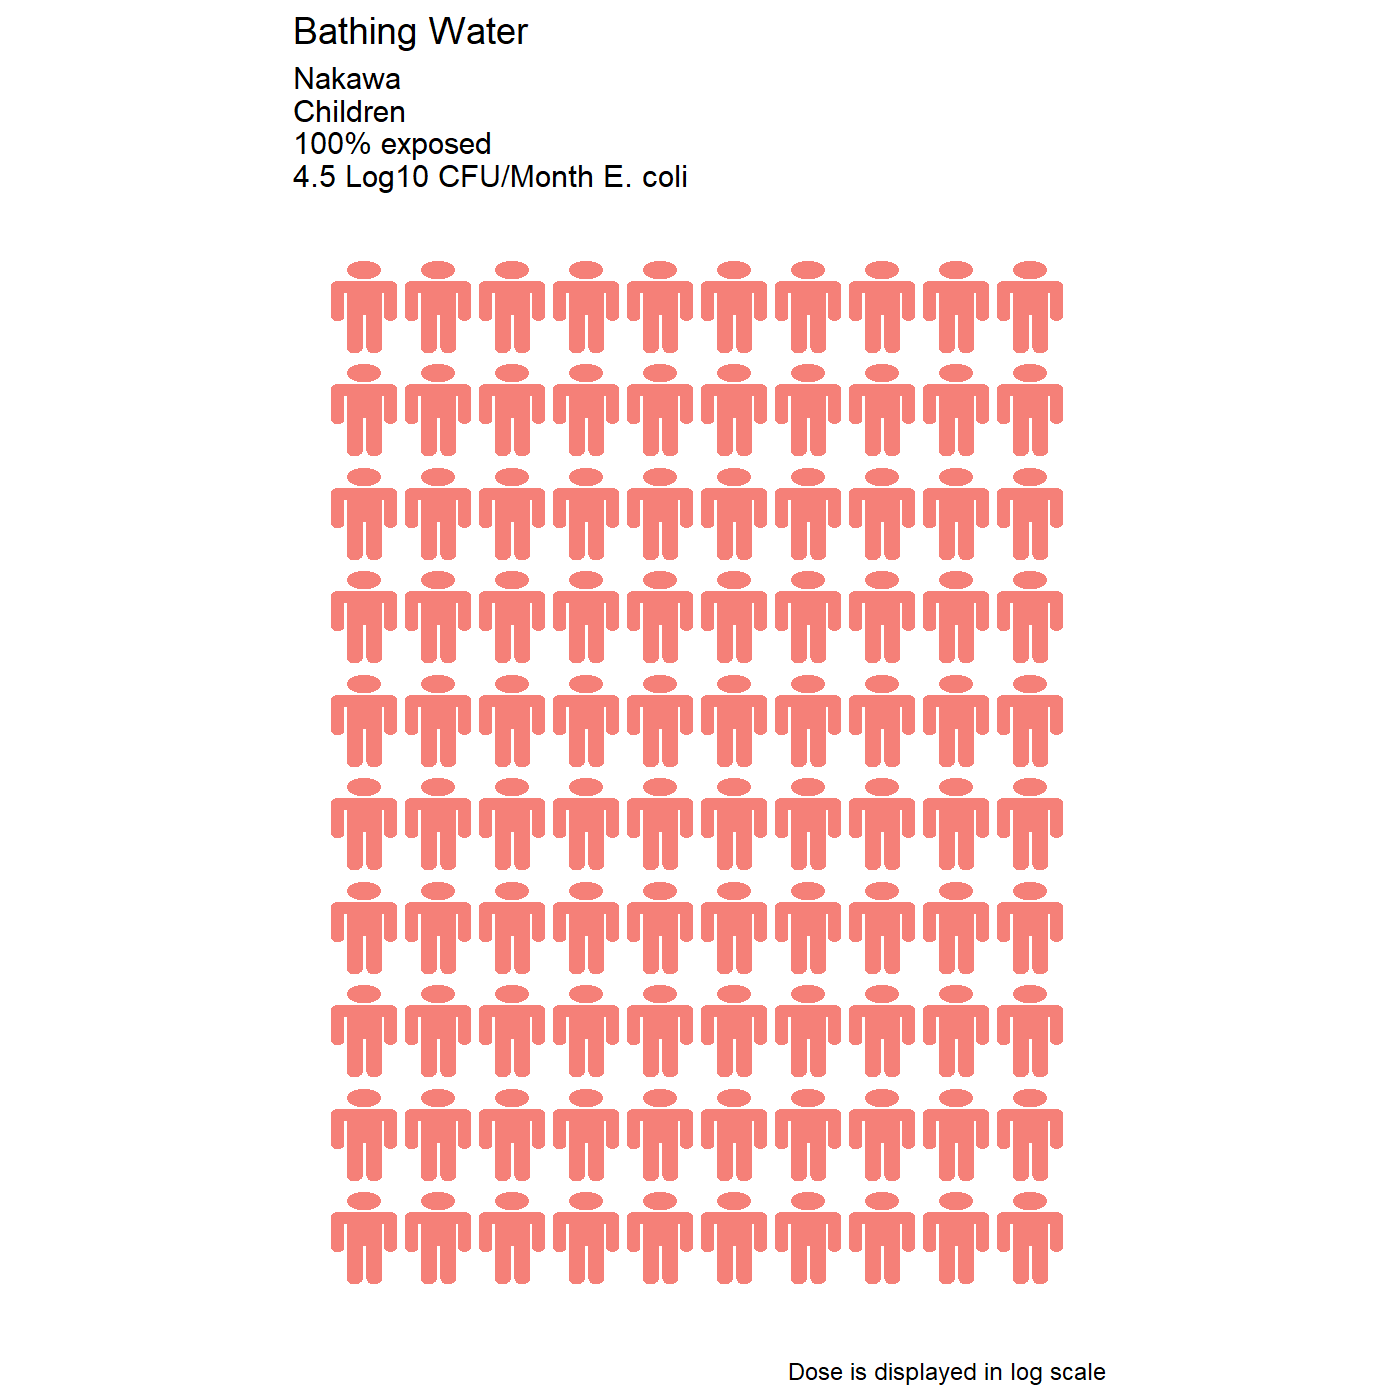 Bathing Water
Nakawa
Children
100% exposed
4.5 Log10 CFU/Month E. coli
Dose is displayed in log scale